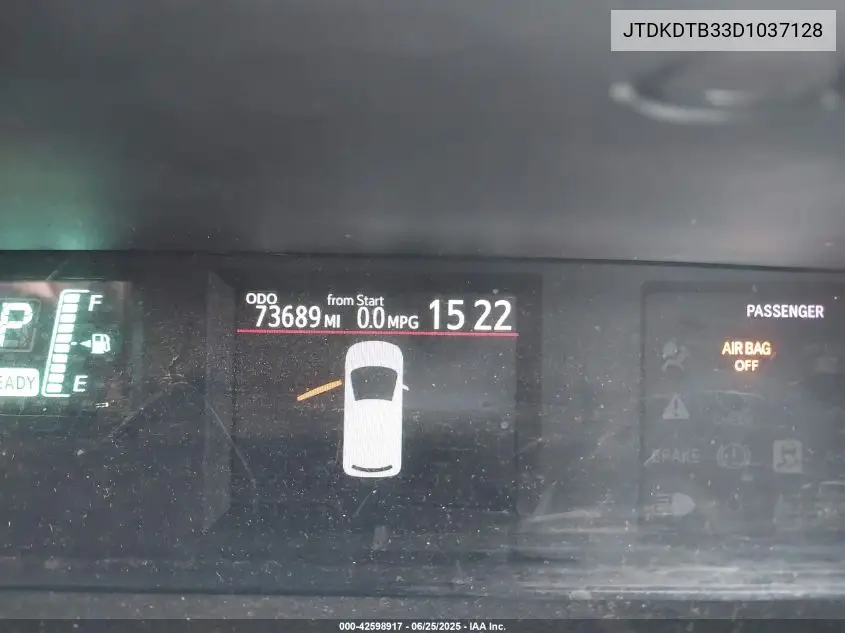 JTDKDTB33D1037128
ODO from Start
73689 MI 0.0 MPG 15 22
P F
READY E
PASSENGER
AIR BAG
OFF
BRAKE
000-42598917 - 06/25/2025 - IAA Inc.